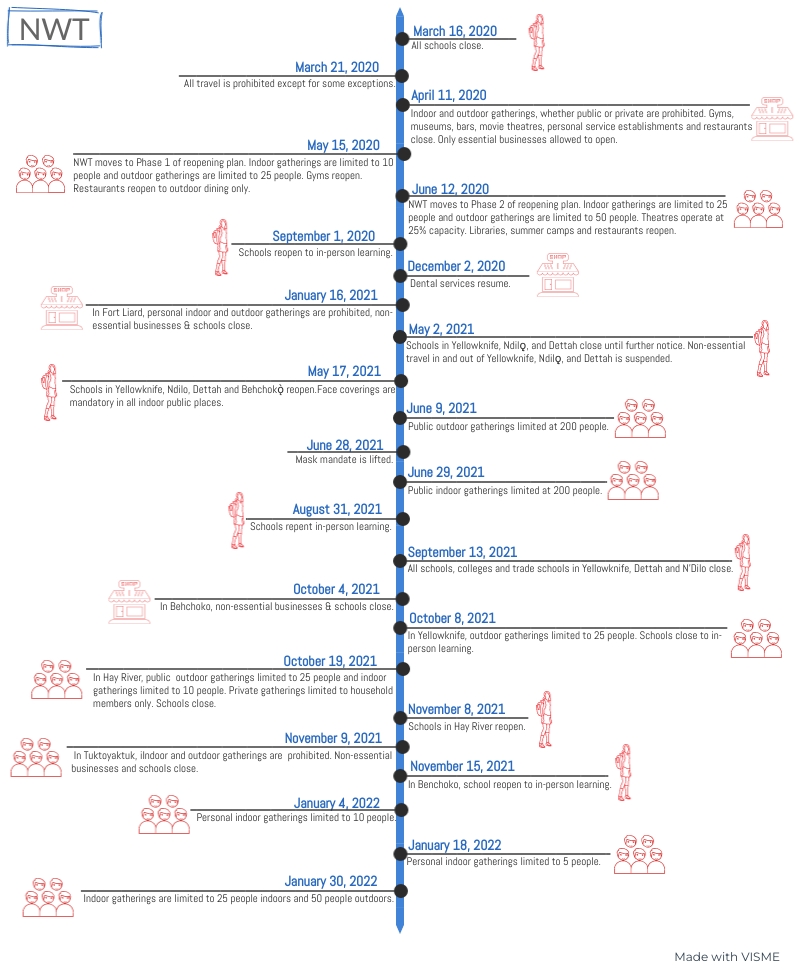 NWT
March 16, 2020
All schools close.
March 21, 2020
All travel is prohibited except for some exceptions.
April 11, 2020
Indoor and outdoor gatherings, whether public or private are prohibited. Gyms,
museums, bars, movie theatres, personal service establishments and restaurants
close. Only essential businesses allowed to open.
SHOP
May 15, 2020
NWT moves to Phase 1 of reopening plan. Indoor gatherings are limited to 10
people and outdoor gatherings are limited to 25 people. Gyms reopen.
Restaurants reopen to outdoor dining only.
June 12, 2020
NWT moves to Phase 2 of reopening plan. Indoor gatherings are limited to 25
people and outdoor gatherings are limited to 50 people. Theatres operate at
25% capacity. Libraries, summer camps and restaurants reopen.
September 1, 2020
Schools reopen to in-person learning.
December 2, 2020
Dental services resume.
SHOP
January 16, 2021
In Fort Liard, personal indoor and outdoor gatherings are prohibited, non-
essential businesses & schools close.
SHOP
May 2, 2021
Schools in Yellowknife, Ndilǫ, and Dettah close until further notice. Non-essential
travel in and out of Yellowknife, Ndilǫ, and Dettah is suspended.
May 17, 2021
Schools in Yellowknife, Ndilo, Dettah and Behchokǫ̀ reopen.Face coverings are
mandatory in all indoor public places.
June 9, 2021
Public outdoor gatherings limited at 200 people.
June 28, 2021
Mask mandate is lifted.
June 29, 2021
Public indoor gatherings limited at 200 people.
August 31, 2021
Schools repent in-person learning.
September 13, 2021
All schools, colleges and trade schools in Yellowknife, Dettah and N'Dilo close.
October 4, 2021
In Behchoko, non-essential businesses & schools close.
SHOP
October 8, 2021
In Yellowknife, outdoor gatherings limited to 25 people. Schools close to in-
person learning.
October 19, 2021
In Hay River, public outdoor gatherings limited to 25 people and indoor
gatherings limited to 10 people. Private gatherings limited to household
members only. Schools close.
November 8, 2021
Schools in Hay River reopen.
November 9, 2021
In Tuktoyaktuk, iIndoor and outdoor gatherings are prohibited. Non-essential
businesses and schools close.
November 15, 2021
In Benchoko, school reopen to in-person learning.
January 4, 2022
Personal indoor gatherings limited to 10 people.
January 18, 2022
Personal indoor gatherings limited to 5 people.
January 30, 2022
Indoor gatherings are limited to 25 people indoors and 50 people outdoors.
Made with VISME